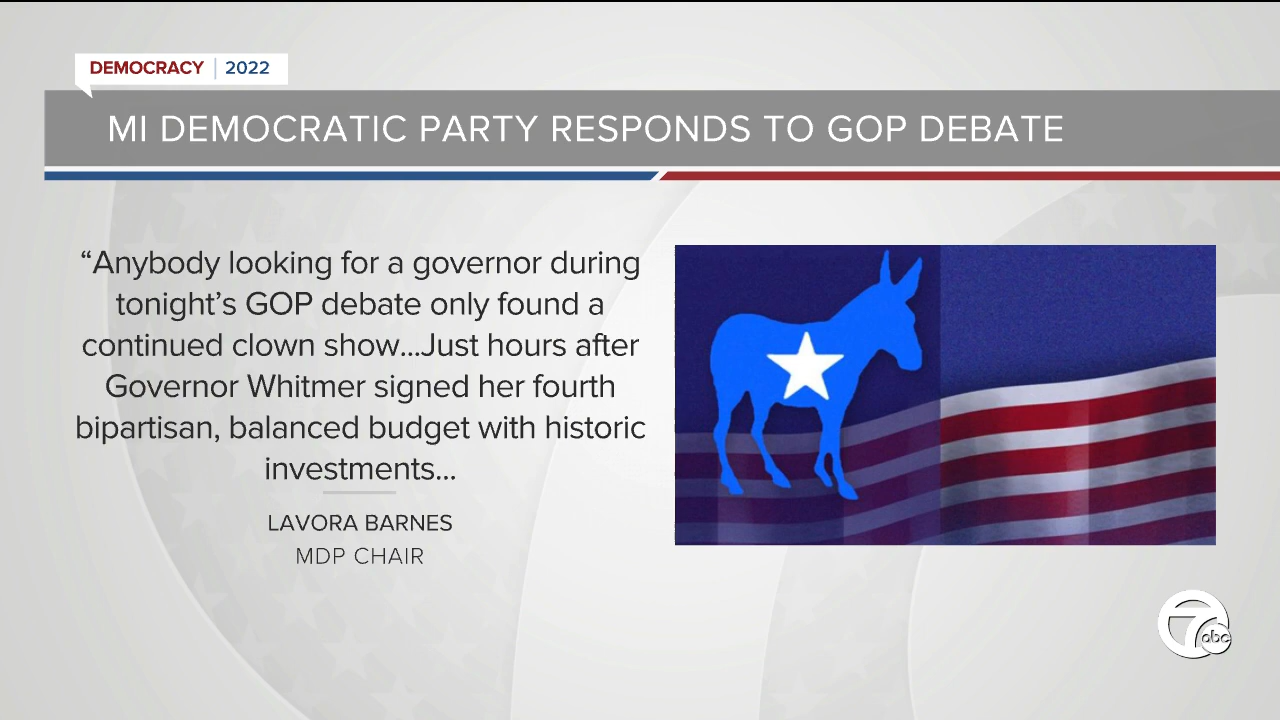 DEMOCRACY | 2022
MI DEMOCRATIC PARTY RESPONDS TO GOP DEBATE
“Anybody looking for a governor during
tonight’s GOP debate only found a
continued clown show...Just hours after
Governor Whitmer signed her fourth
bipartisan, balanced budget with historic
investments...
LAVORA BARNES
MDP CHAIR
7 abc